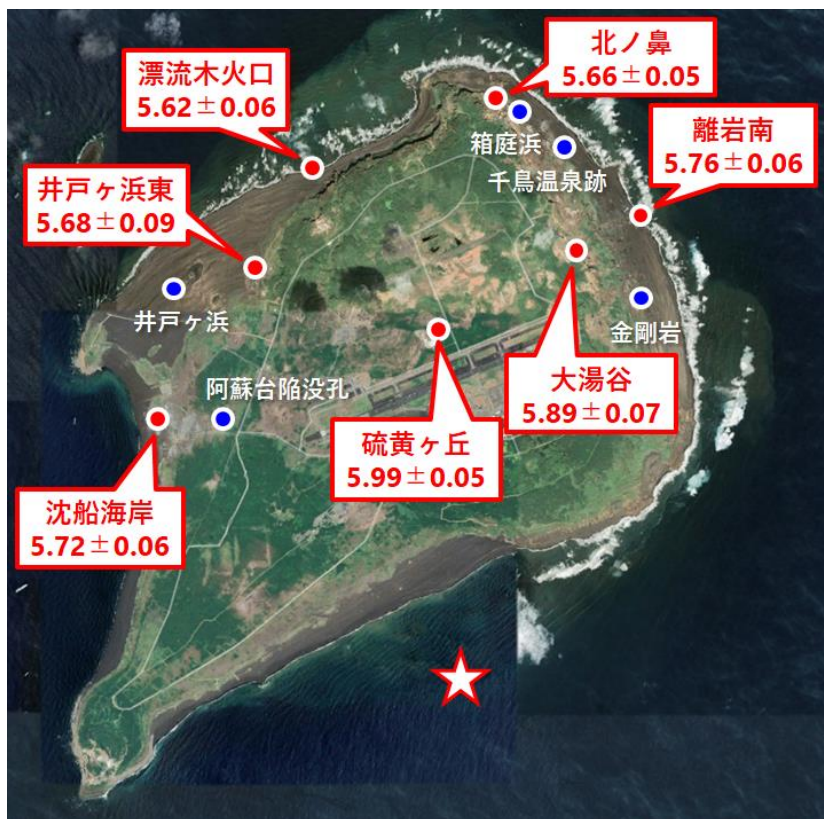 北ノ鼻
5.66±0.05
漂流木火口
5.62±0.06
箱庭浜
離岩南
5.76±0.06
千鳥温泉跡
井戸ヶ浜東
5.68±0.09
井戸ヶ浜
金剛岩
大湯谷
5.89±0.07
阿蘇台陥没孔
硫黄ヶ丘
5.99±0.05
沈船海岸
5.72±0.06